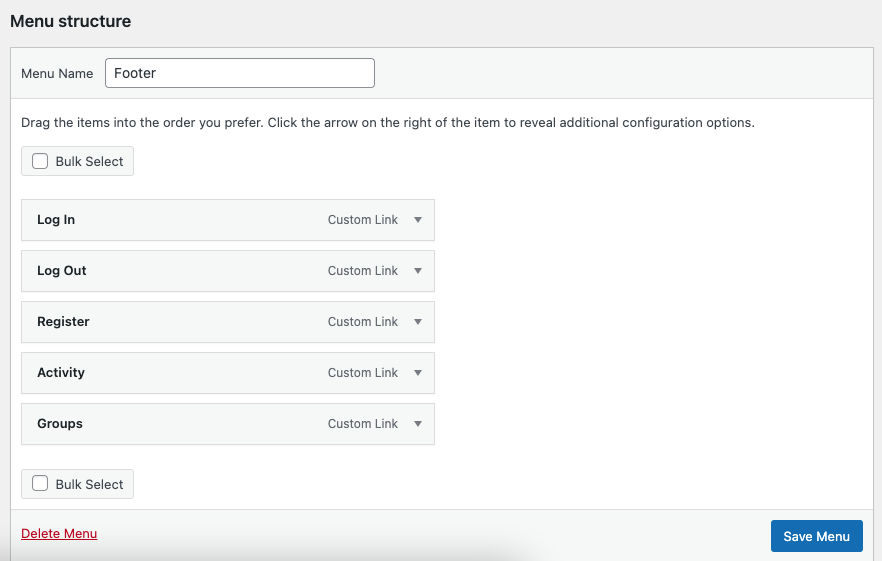 Menu structure
Menu Name Footer
Drag the items into the order you prefer. Click the arrow on the right of the item to reveal additional configuration options.
Bulk Select
Log In Custom Link
Log Out Custom Link
Register Custom Link
Activity Custom Link
Groups Custom Link
Bulk Select
Delete Menu Save Menu